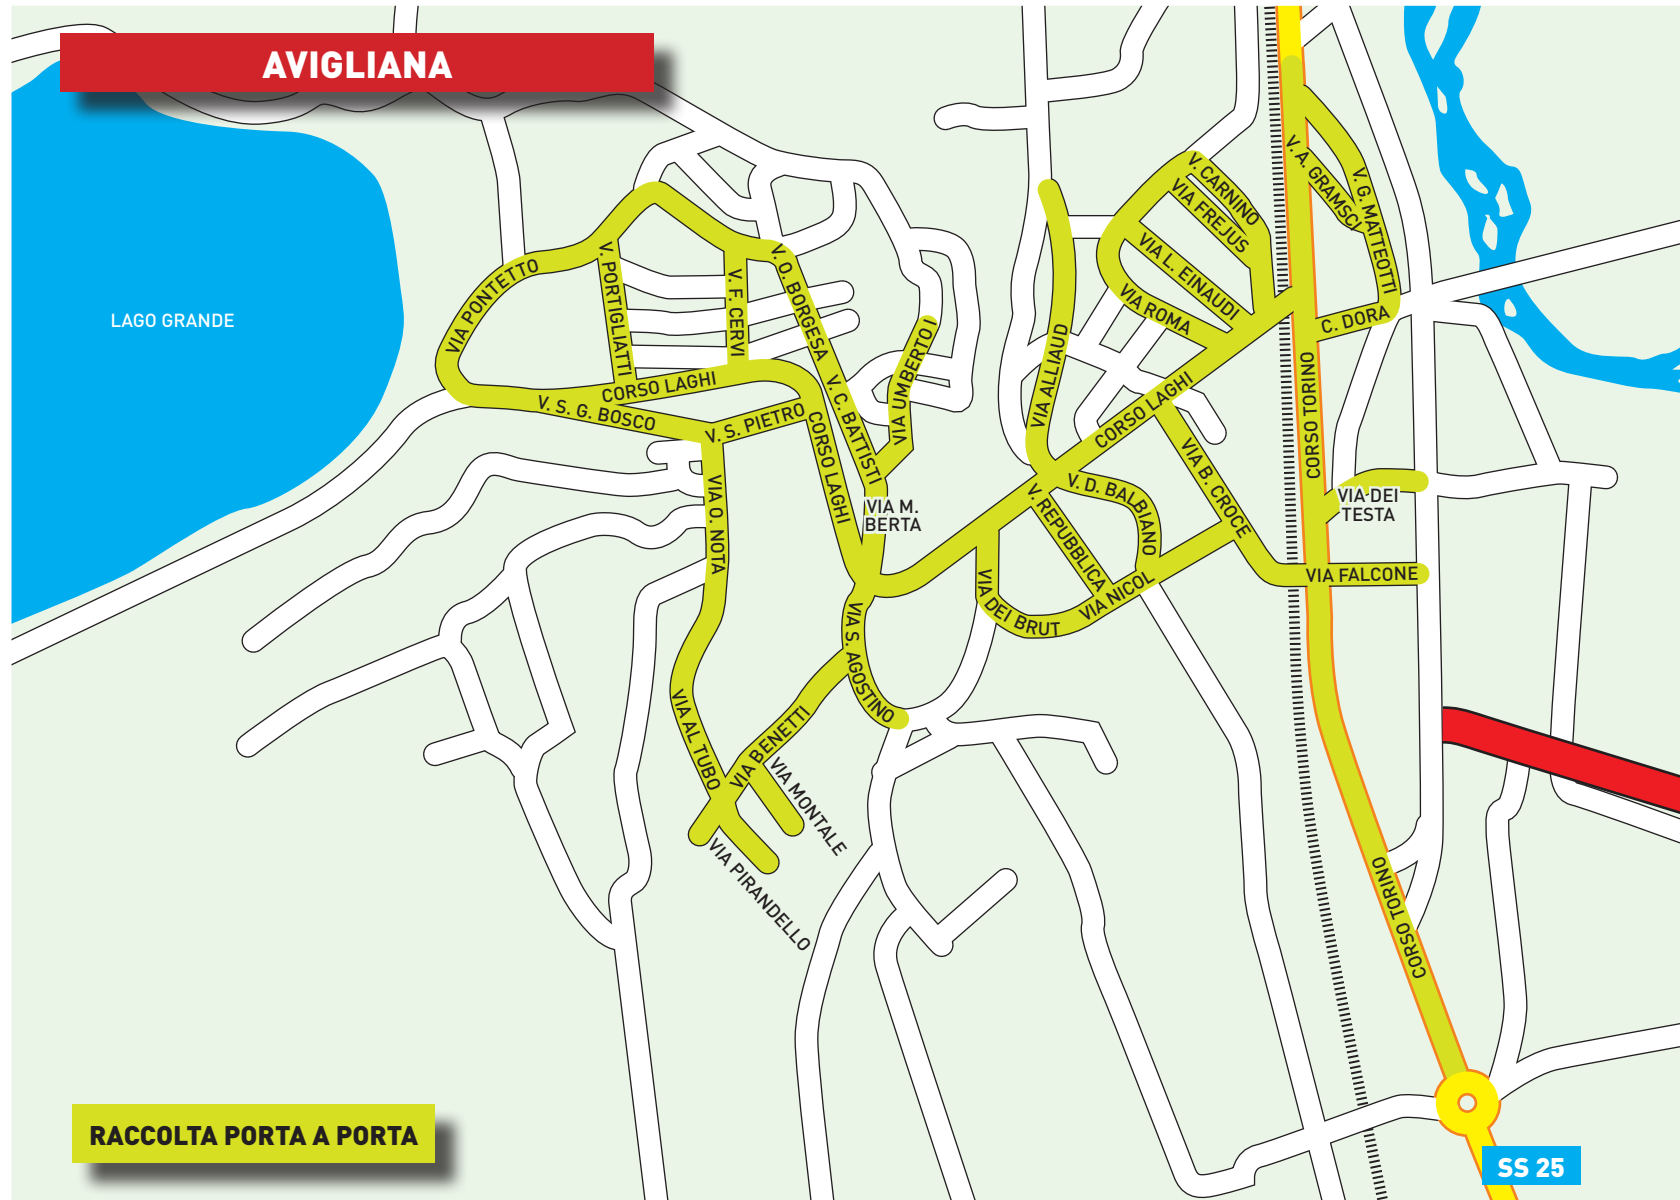 AVIGLIANA
LAGO GRANDE
VIA PONTETTO
V. PORTIGLIATTI
V. F. CERVI
V. O. BORGESA
V. C. BATTISTI
VIA UMBERTO I
CORSO LAGHI
V. S. G. BOSCO
V. S. PIETRO
CORSO LAGHI
VIA M.
BERTA
VIA O. NOTA
VIA AL TUBO
VIA S. AGOSTINO
VIA BENETTI
VIA MONTALE
VIA PIRANDELLO
VIA ALLIAUD
V. CARNINO
VIA FREJUS
VIA L. EINAUDI
VIA ROMA
CORSO LAGHI
V. A. GRAMSCI
V. G. MATTEOTTI
C. DORA
CORSO TORINO
VIA B. CROCE
V. D. BALBIANO
V. REPUBBLICA
VIA NICOL
VIA DEI BRUT
VIA DEI
TESTA
VIA FALCONE
CORSO TORINO
RACCOLTA PORTA A PORTA
SS 25